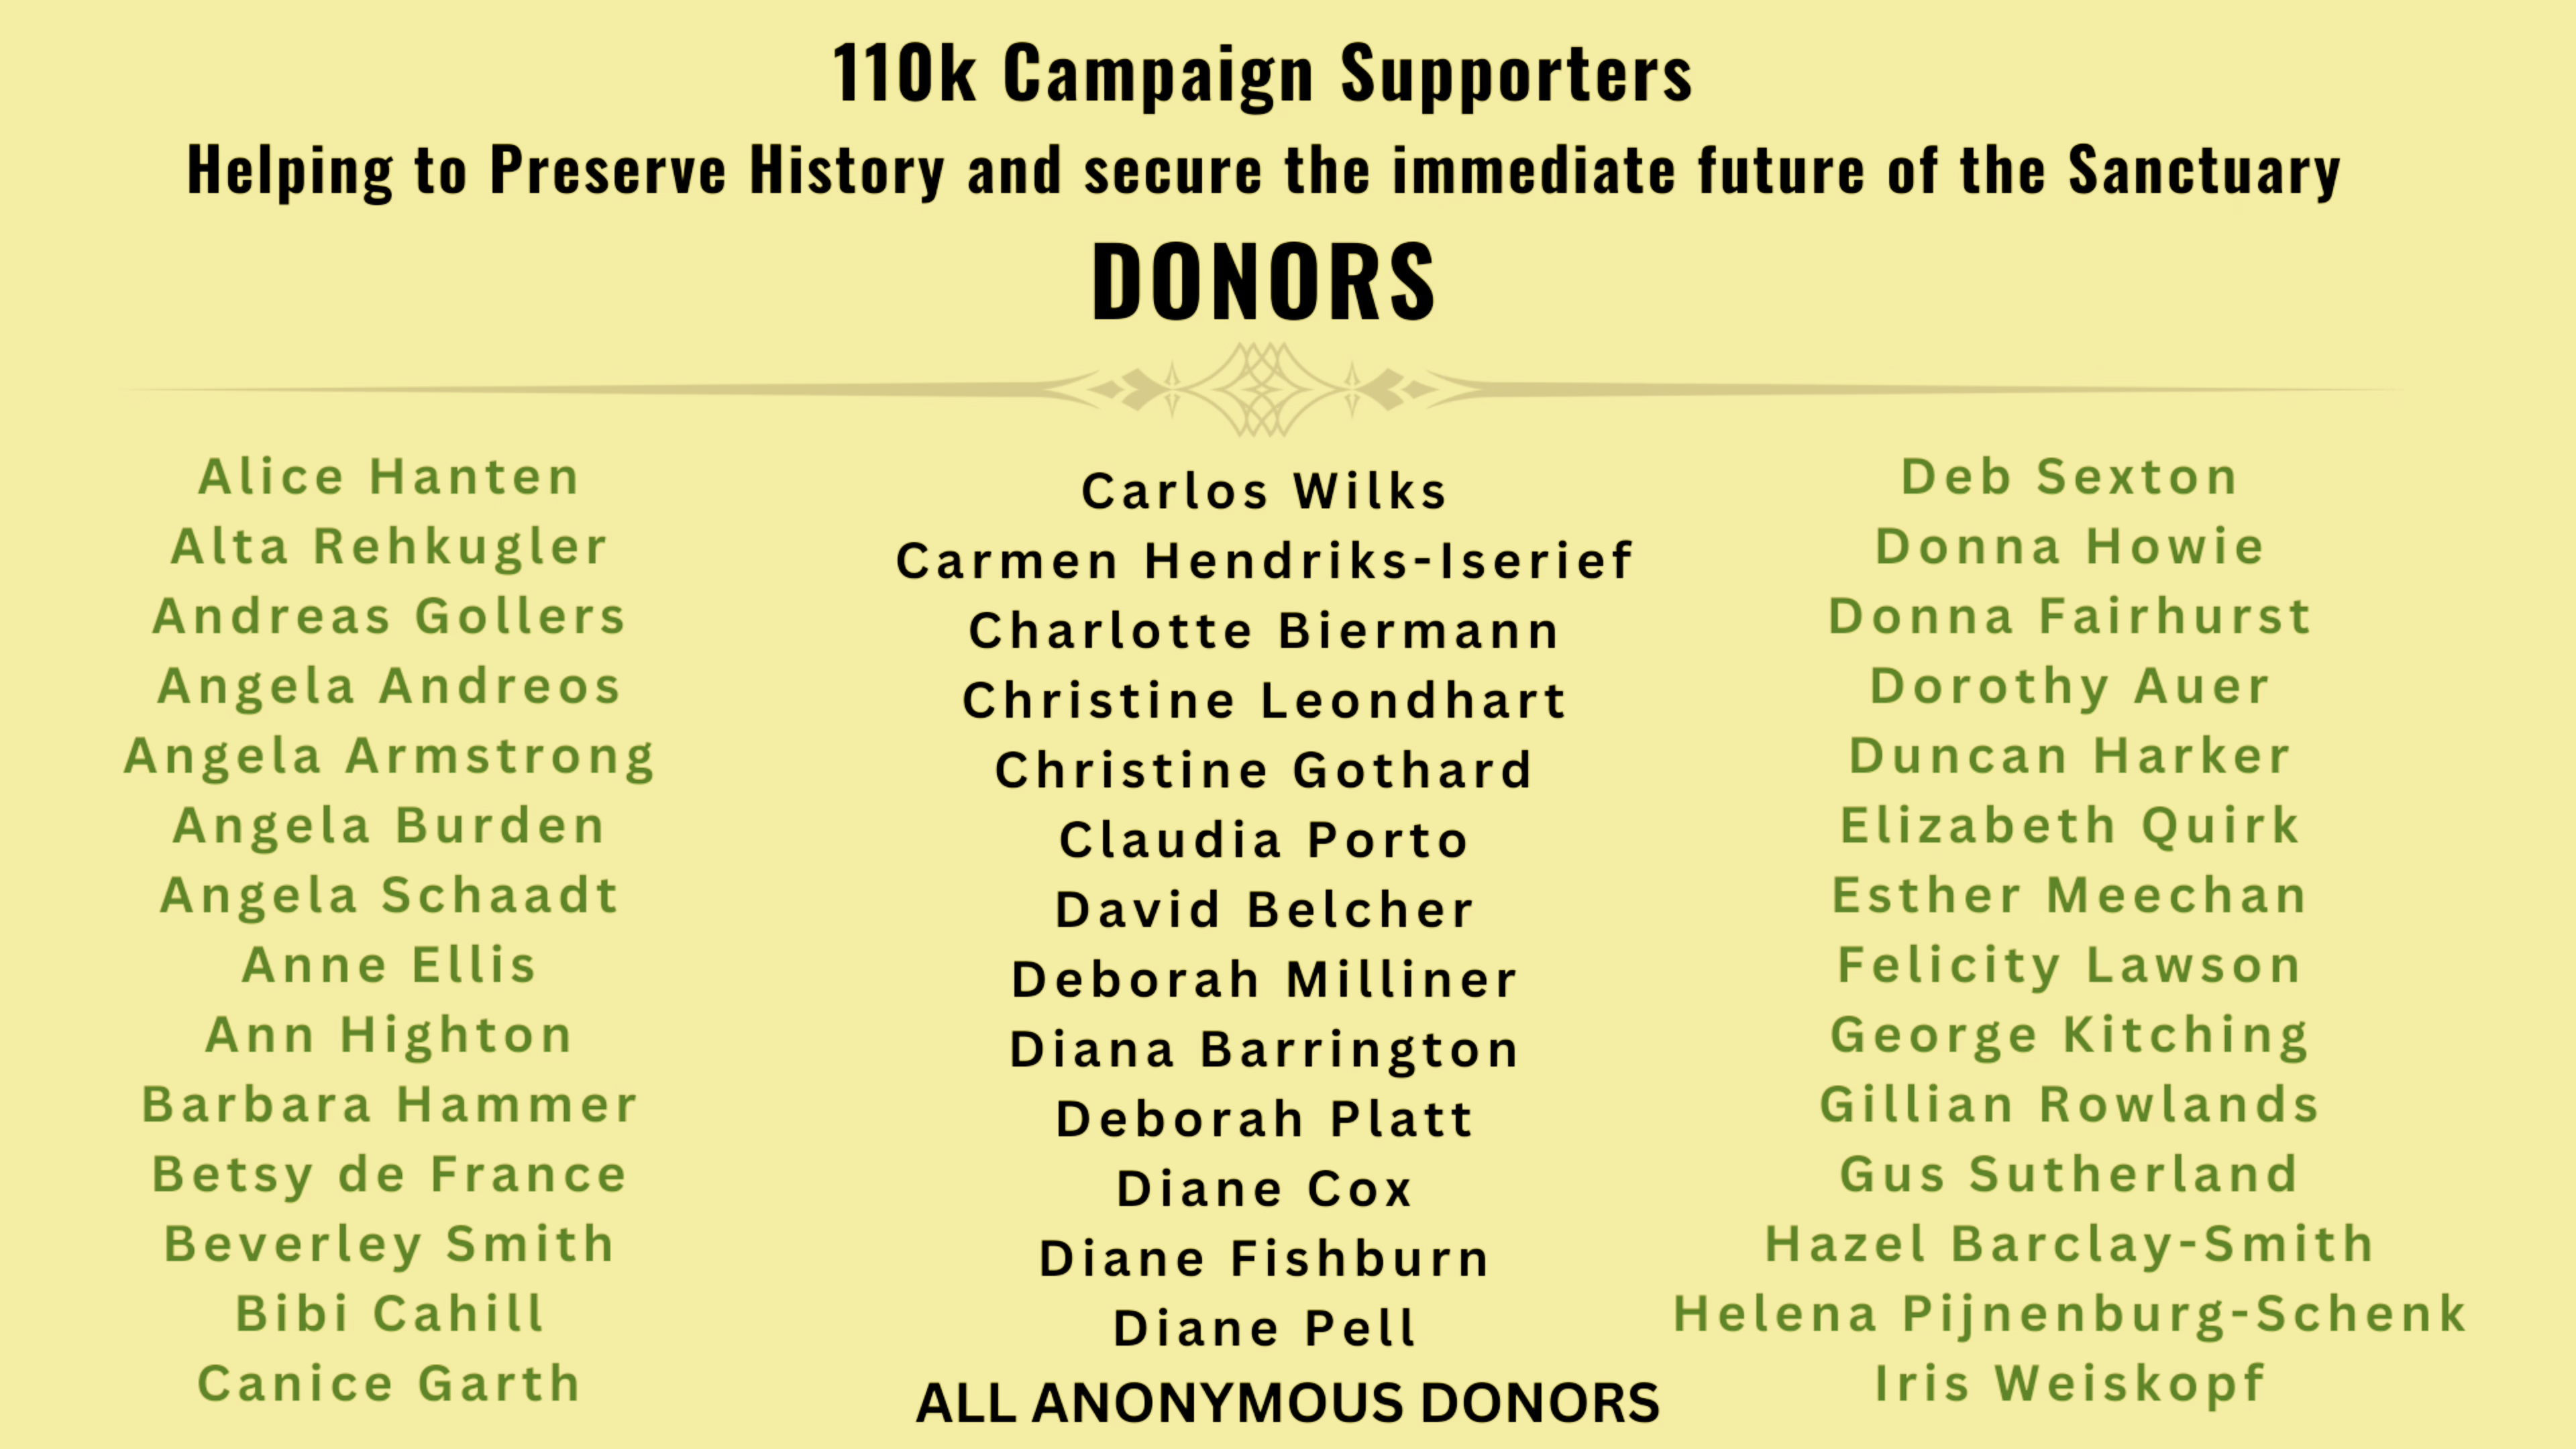 110k Campaign Supporters
Helping to Preserve History and secure the immediate future of the Sanctuary
DONORS
Alice Hanten
Alta Rehkugler
Andreas Gollers
Angela Andreos
Angela Armstrong
Angela Burden
Angela Schaadt
Anne Ellis
Ann Highton
Barbara Hammer
Betsy de France
Beverley Smith
Bibi Cahill
Canice Garth
Carlos Wilks
Carmen Hendriks-Iserief
Charlotte Biermann
Christine Leondhart
Christine Gothard
Claudia Porto
David Belcher
Deborah Milliner
Diana Barrington
Deborah Platt
Diane Cox
Diane Fishburn
Diane Pell
ALL ANONYMOUS DONORS
Deb Sexton
Donna Howie
Donna Fairhurst
Dorothy Auer
Duncan Harker
Elizabeth Quirk
Esther Meechan
Felicity Lawson
George Kitching
Gillian Rowlands
Gus Sutherland
Hazel Barclay-Smith
Helena Pijnenburg-Schenk
Iris Weiskopf